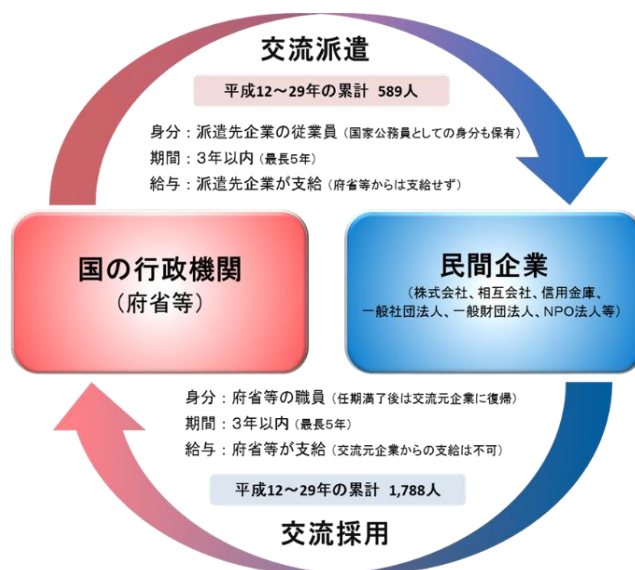 交流派遣
平成12～29年の累計 589人
身分：派遣先企業の従業員（国家公務員としての身分も保有）
期間：3年以内（最長5年）
給与：派遣先企業が支給（府省等からは支給せず）
国の行政機関
（府省等）
民間企業
（株式会社、相互会社、信用金庫、
一般社団法人、一般財団法人、NPO法人等）
身分：府省等の職員（任期満了後は交流元企業に復帰）
期間：3年以内（最長5年）
給与：府省等が支給（交流元企業からの支給は不可）
平成12～29年の累計 1,788人
交流採用